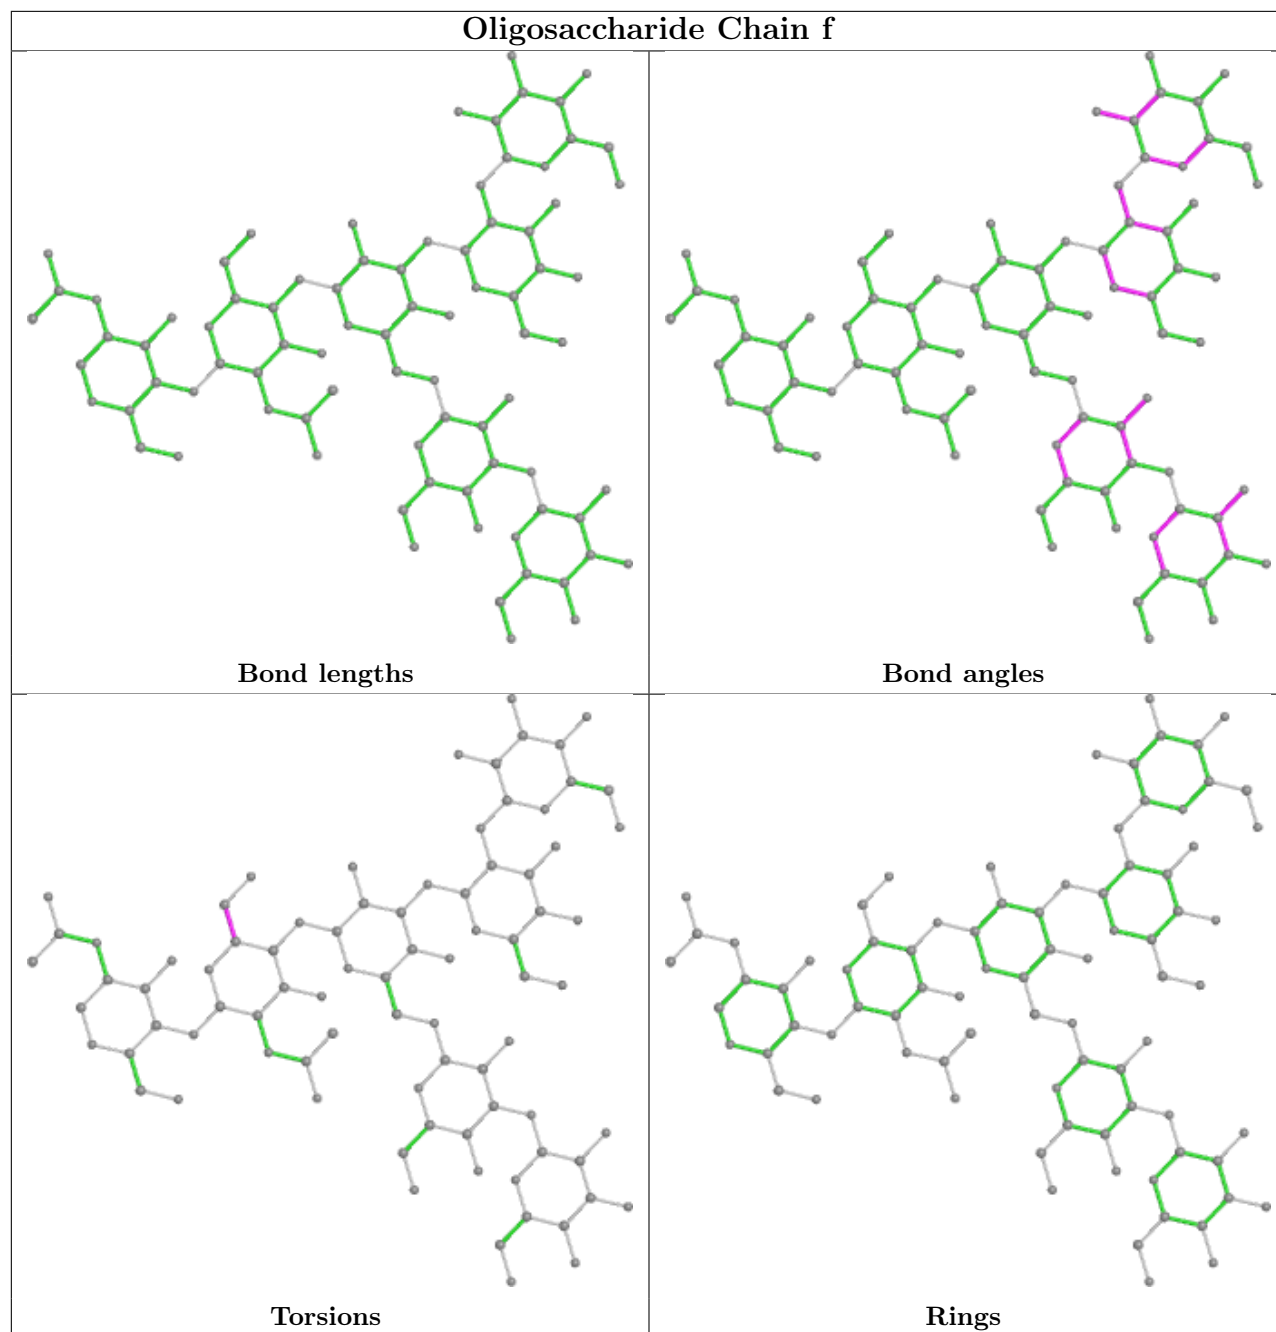 Oligosaccharide Chain f
Bond lengths
Bond angles
Torsions
Rings